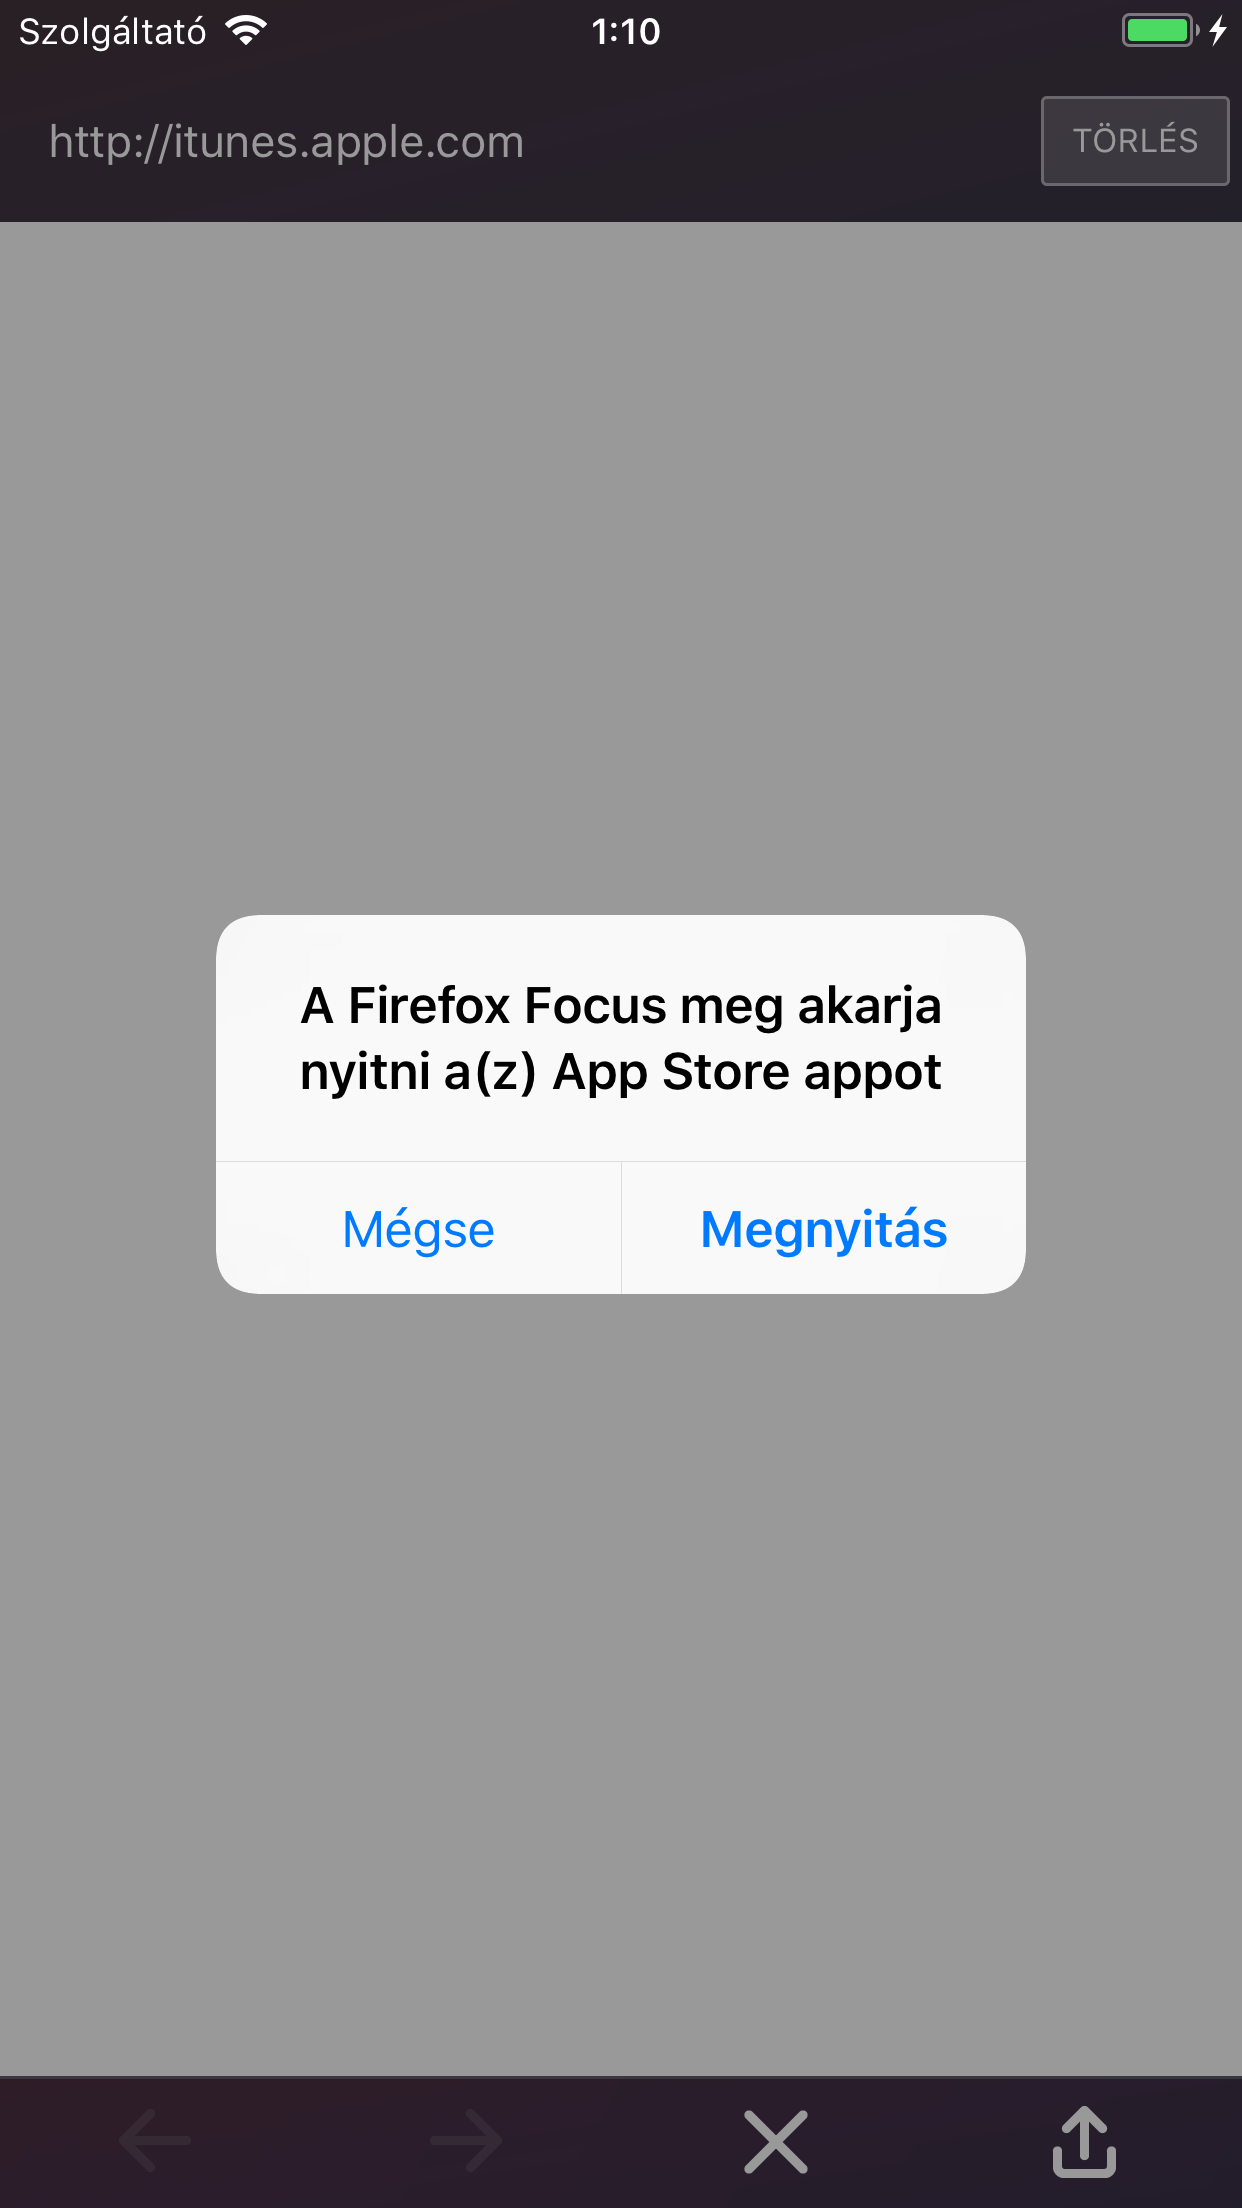 Szolgáltató 1:10
http://itunes.apple.com TÖRLÉS
A Firefox Focus meg akarja
nyitni a(z) App Store appot
Mégse Megnyitás